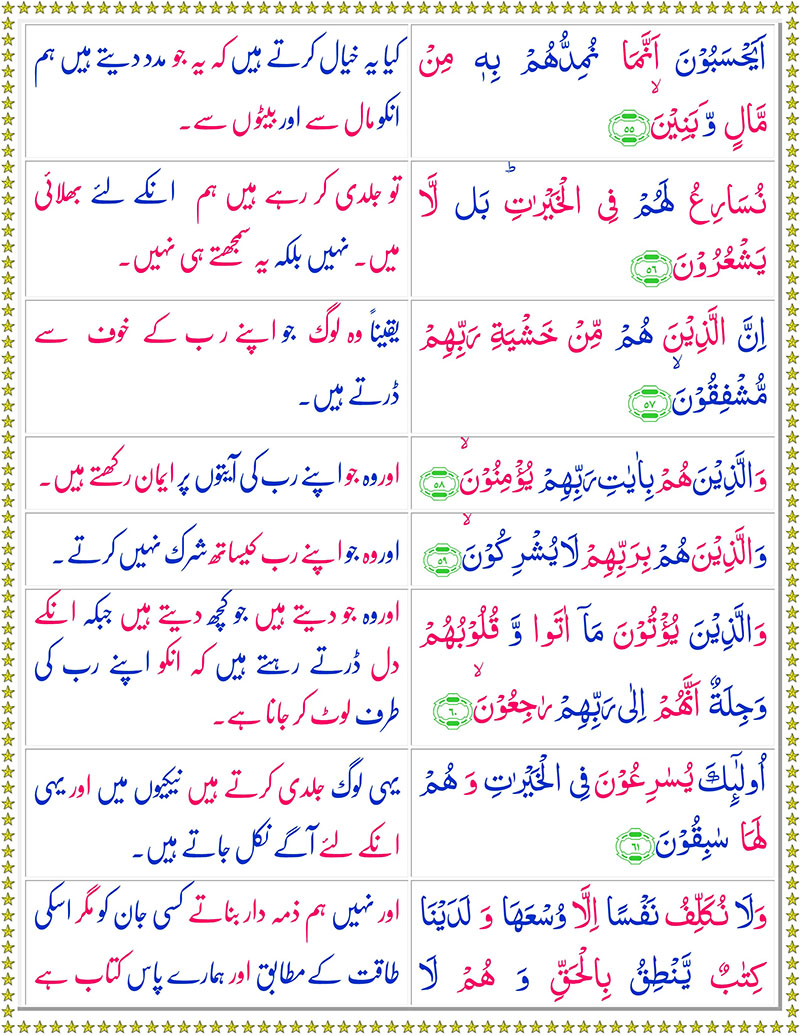 اَیَحْسَبُوْنَ اَنَّمَا نُمِدُّهُمْ بِهٖ مِنْ
مَّالٍ وَّ بَنِيْنَۙ ﴿۵۵﴾
کیا یہ خیال کرتے ہیں کہ یہ جو مدد دیتے ہیں ہم
انکو مال سے اور بیٹوں سے۔
نُسَارِعُ لَهُمْ فِی الْخَيْرٰتِؕ بَل لَّا
يَشْعُرُوْنَ ﴿۵۶﴾
تو جلدی کر رہے ہیں ہم انکے لئے بھلائی
میں۔ نہیں بلکہ یہ سمجھتے ہی نہیں۔
اِنَّ الَّذِيْنَ هُمْ مِّنْ خَشْيَةِ رَبِّهِمْ
مُّشْفِقُوْنَۙ ﴿۵۷﴾
یقیناً وہ لوگ جو اپنے رب کے خوف سے
ڈرتے ہیں۔
وَالَّذِيْنَ هُمْ بِاٰيٰتِ رَبِّهِمْ يُؤْمِنُوْنَۙ ﴿۵۸﴾
اور وہ جو اپنے رب کی آیتوں پر ایمان رکھتے ہیں۔
وَالَّذِيْنَ هُمْ بِرَبِّهِمْ لَا يُشْرِكُوْنَۙ ﴿۵۹﴾
اور وہ جو اپنے رب کیساتھ شرک نہیں کرتے۔
وَالَّذِيْنَ يُؤْتُوْنَ مَاۤ اٰتَوا وَّ قُلُوْبُهُمْ
وَجِلَةٌ اَنَّهُمْ اِلٰى رَبِّهِمْ رٰجِعُوْنَۙ ﴿۶۰﴾
اور وہ جو دیتے ہیں جو کچھ دیتے ہیں جبکہ انکے
دل ڈرتے رہتے ہیں کہ انکو اپنے رب کی
طرف لوٹ کر جانا ہے۔
اُولٰٓئِكَ يُسٰرِعُوْنَ فِی الْخَيْرٰتِ وَ هُمْ
لَهَا سٰبِقُوْنَ ﴿۶۱﴾
یہی لوگ جلدی کرتے ہیں نیکیوں میں اور یہی
انکے لئے آگے نکل جاتے ہیں۔
وَلَا نُكَلِّفُ نَفْسًا اِلَّا وُسْعَهَا وَ لَدَيْنَا
كِتٰبٌ يَّنْطِقُ بِالْحَقِّ وَ هُمْ لَا
اور نہیں ہم ذمہ دار بناتے کسی جان کو مگر اسکی
طاقت کے مطابق اور ہمارے پاس کتاب ہے